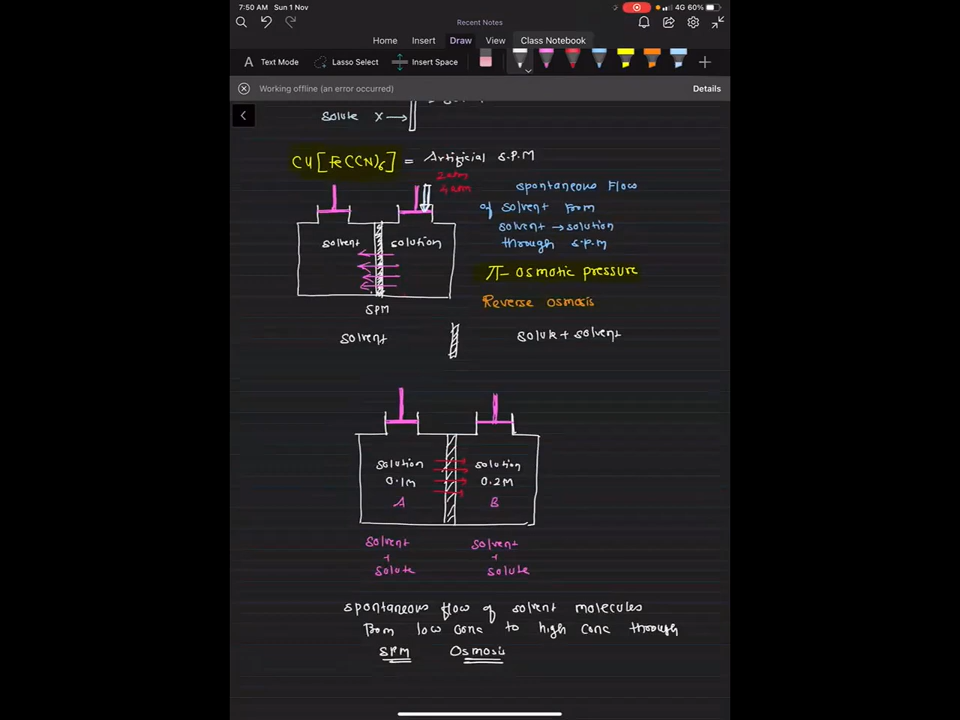 7:50 AM Sun 1 Nov
4G 60%
Recent Notes
Home Insert Draw View Class Notebook
Text Mode Lasso Select Insert Space
Working offline (an error occurred) Details
solute X
Cu[Fe(CN)6] = Artificial S.P.M
2 atm
4 atm
spontaneous Flow
of solvent from
solvent → solution
through S.P.M
solvent solution
π- osmotic pressure
Reverse osmosis
SPM
solvent solute + solvent
solution solution
0.1M 0.2M
A B
solvent solvent
+ +
solute solute
spontaneous flow of solvent molecules
From low conc to high conc through
SPM Osmosis